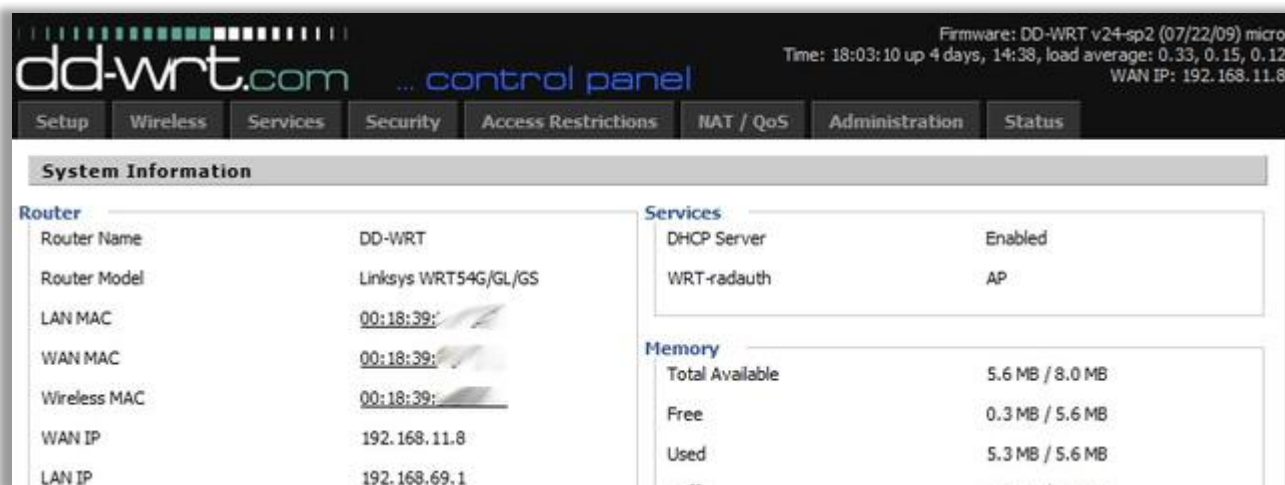 Firmware: DD-WRT v24-sp2 (07/22/09) micro
Time: 18:03:10 up 4 days, 14:38, load average: 0.33, 0.15, 0.12
WAN IP: 192.168.11.8
dd-wrt.com ... control panel
Setup Wireless Services Security Access Restrictions NAT / QoS Administration Status
System Information
Router
Router Name DD-WRT
Router Model Linksys WRT54G/GL/GS
LAN MAC 00:18:39:
WAN MAC 00:18:39:
Wireless MAC 00:18:39:
WAN IP 192.168.11.8
LAN IP 192.168.69.1
Services
DHCP Server Enabled
WRT-radauth AP
Memory
Total Available 5.6 MB / 8.0 MB
Free 0.3 MB / 5.6 MB
Used 5.3 MB / 5.6 MB